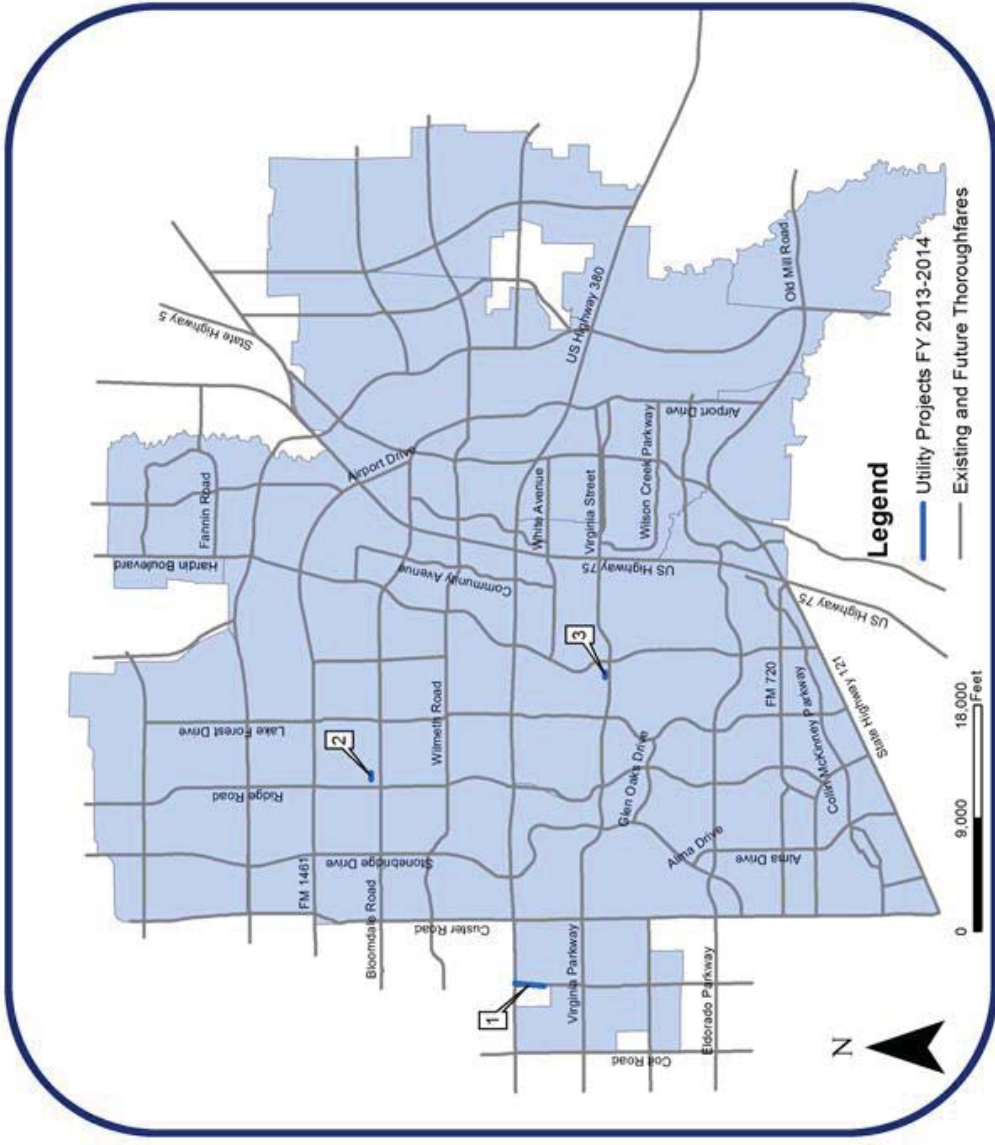 State Highway 5
Fannin Road
Hardin Boulevard
Airport Drive
Lake Forest Drive
Ridge Road
2
FM 1461
Stonebridge Drive
Bloomdale Road
Wilmeth Road
Community Avenue
Custer Road
US Highway 380
White Avenue
1
3
Virginia Parkway
Virginia Street
Wilson Creek Parkway
US Highway 75
Airport Drive
Old Mill Road
Glen Oaks Drive
Coit Road
Eldorado Parkway
Alma Drive
Alma Drive
FM 720
Collin McKinney Parkway
State Highway 121
US Highway 75
N
0 9,000 18,000
Feet
Legend
Utility Projects FY 2013-2014
Existing and Future Thoroughfares